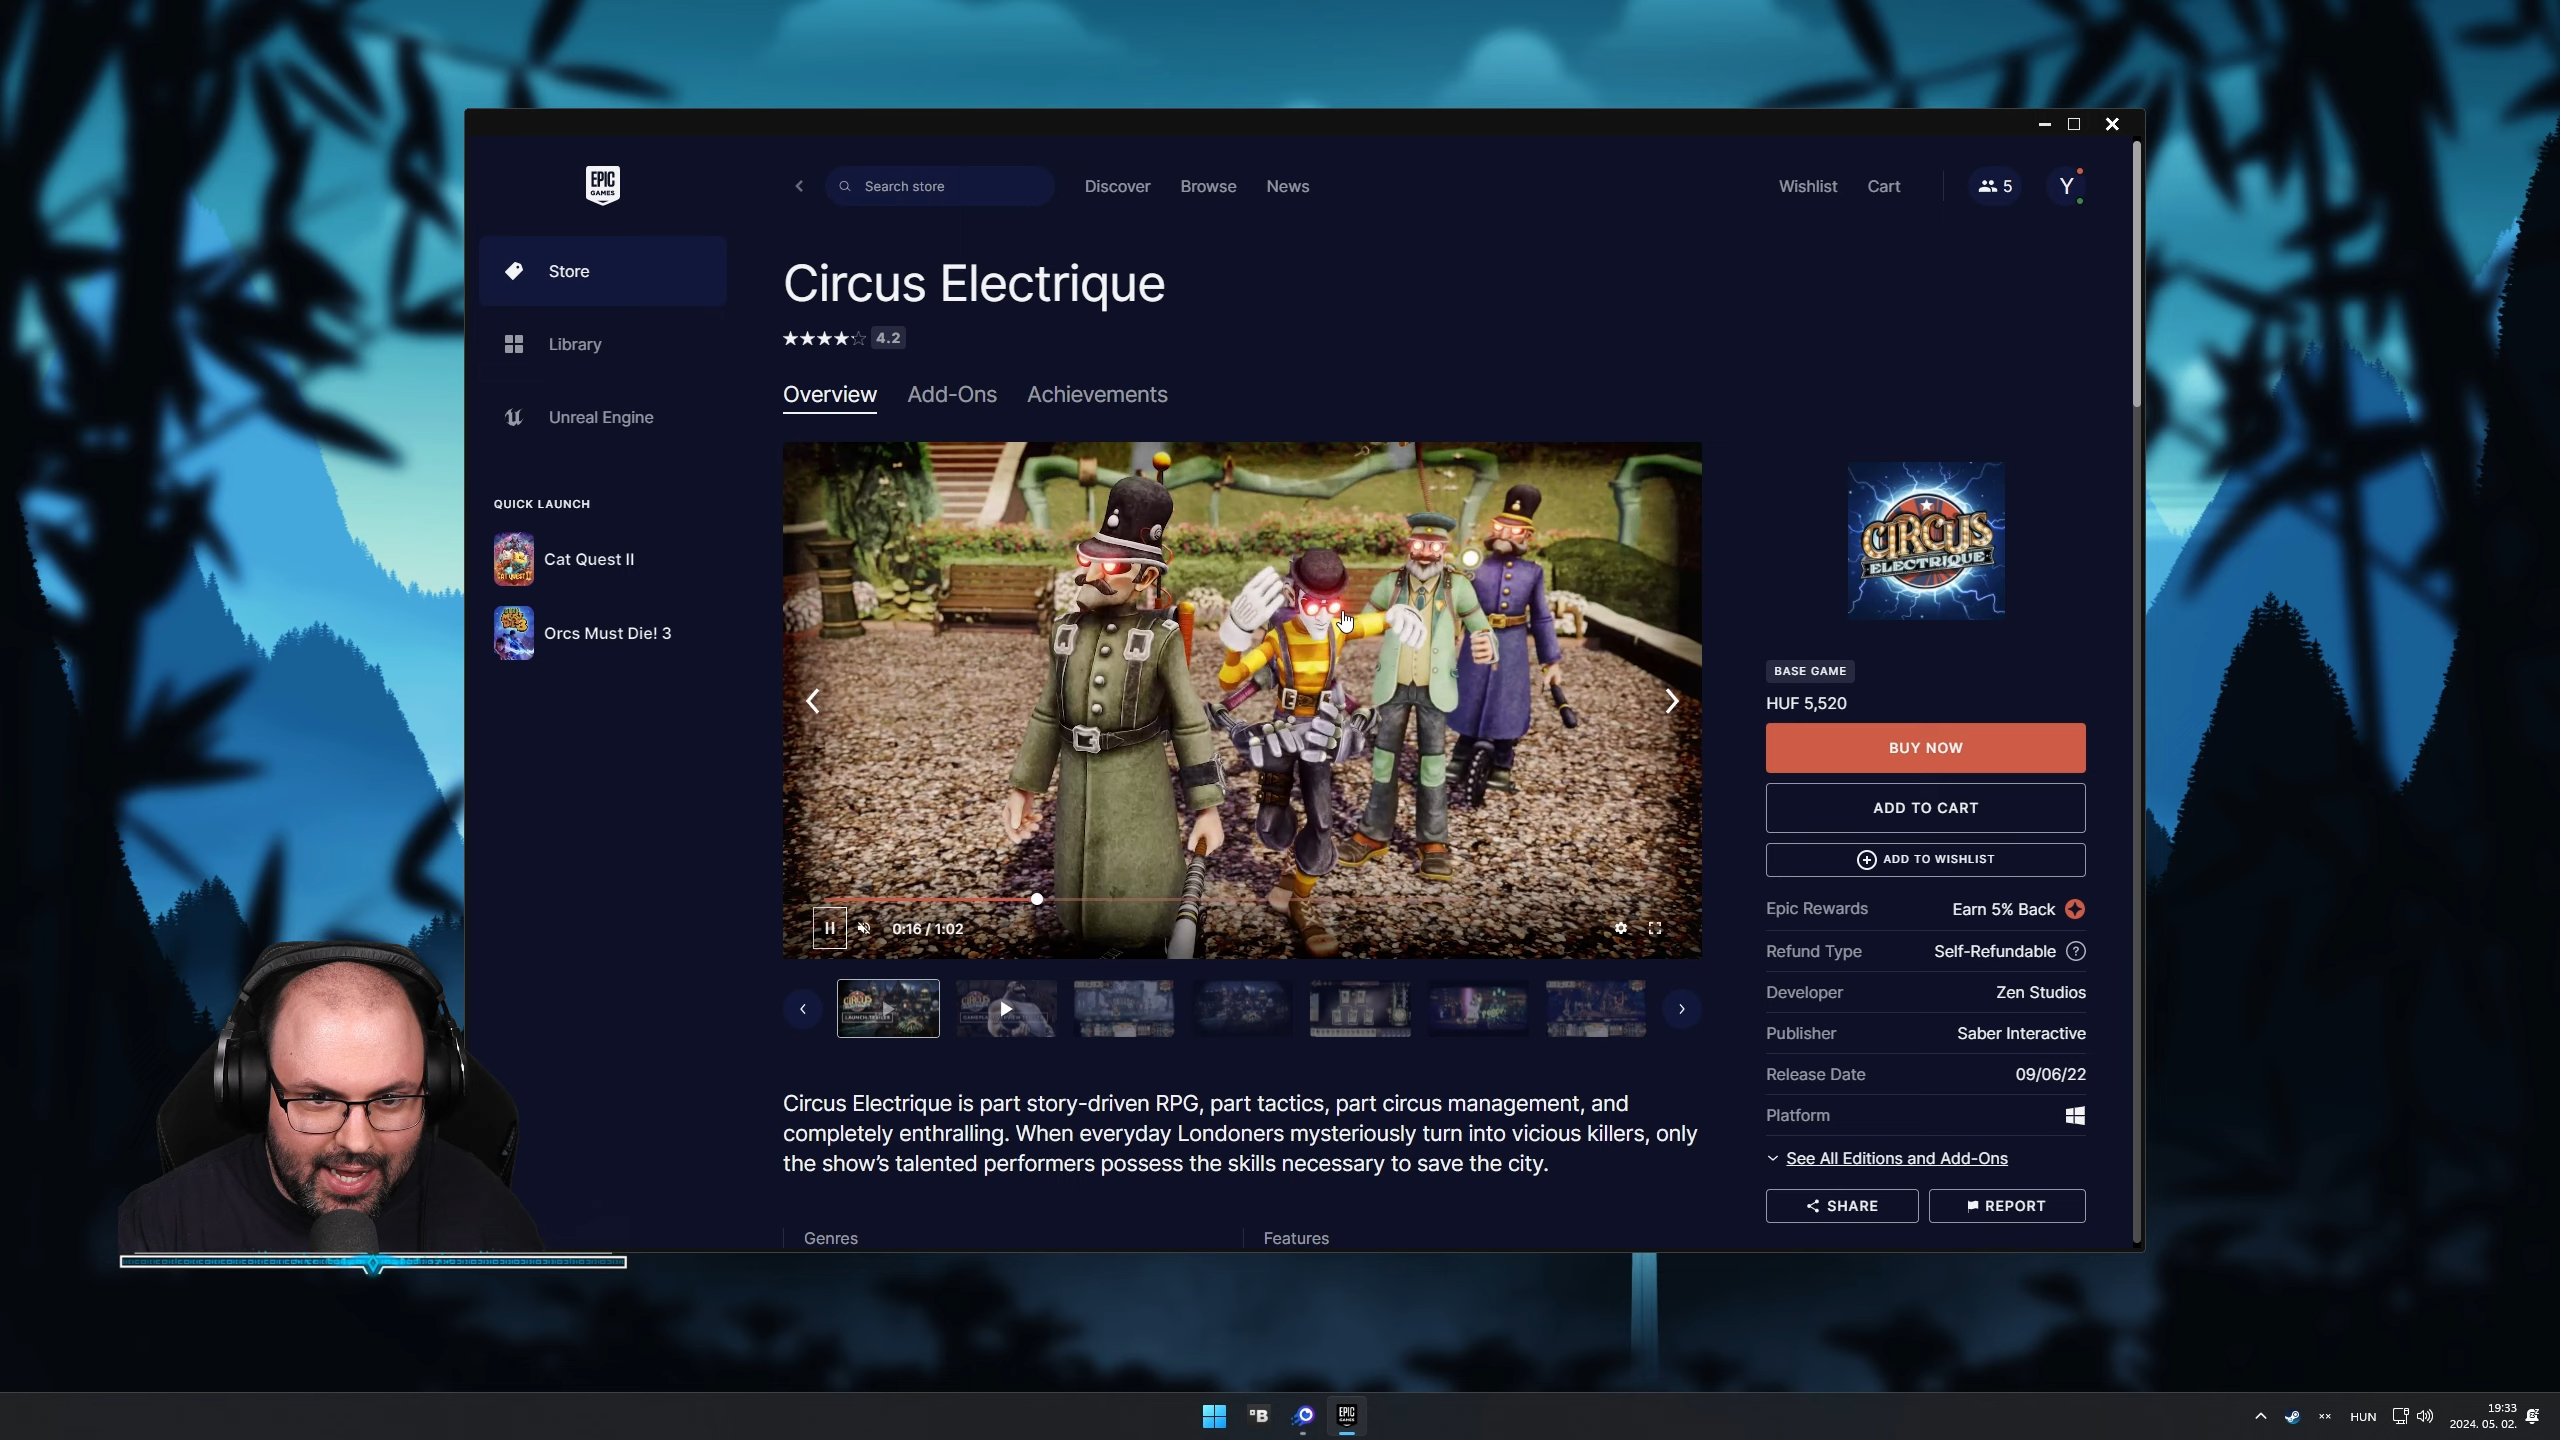 EPIC
GAMES
Search store
Discover
Browse
News
Wishlist
Cart
5
Y
Store
Library
Unreal Engine
QUICK LAUNCH
Cat Quest II
Orcs Must Die! 3
Circus Electrique
4.2
Overview
Add-Ons
Achievements
0:16 / 1:02
CIRCUS
ELECTRIQUE
BASE GAME
HUF 5,520
BUY NOW
ADD TO CART
ADD TO WISHLIST
Epic Rewards
Earn 5% Back
Refund Type
Self-Refundable
Developer
Zen Studios
Publisher
Saber Interactive
Release Date
09/06/22
Platform
See All Editions and Add-Ons
SHARE
REPORT
Circus Electrique is part story-driven RPG, part tactics, part circus management, and
completely enthralling. When everyday Londoners mysteriously turn into vicious killers, only
the show's talented performers possess the skills necessary to save the city.
Genres
Features
B
EPIC
GAMES
HUN
19:33
2024. 05. 02.